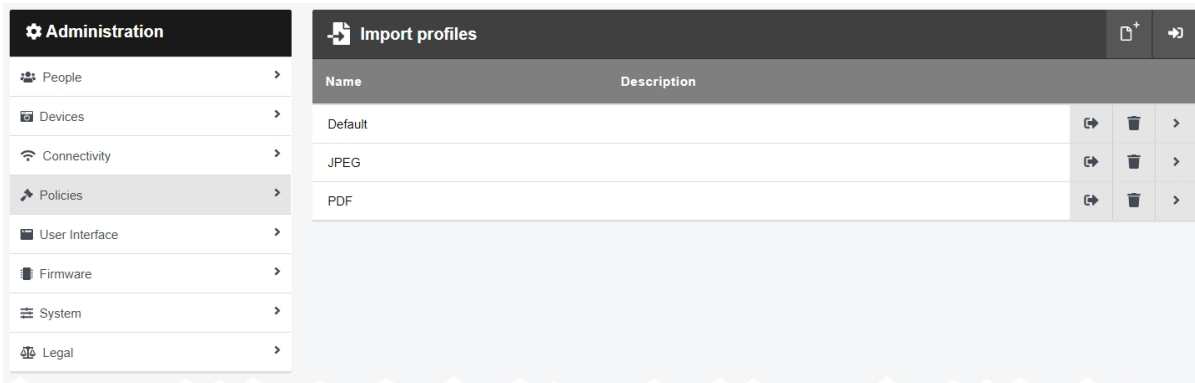 Administration
People
Devices
Connectivity
Policies
User Interface
Firmware
System
Legal
Import profiles
Name Description
Default
JPEG
PDF